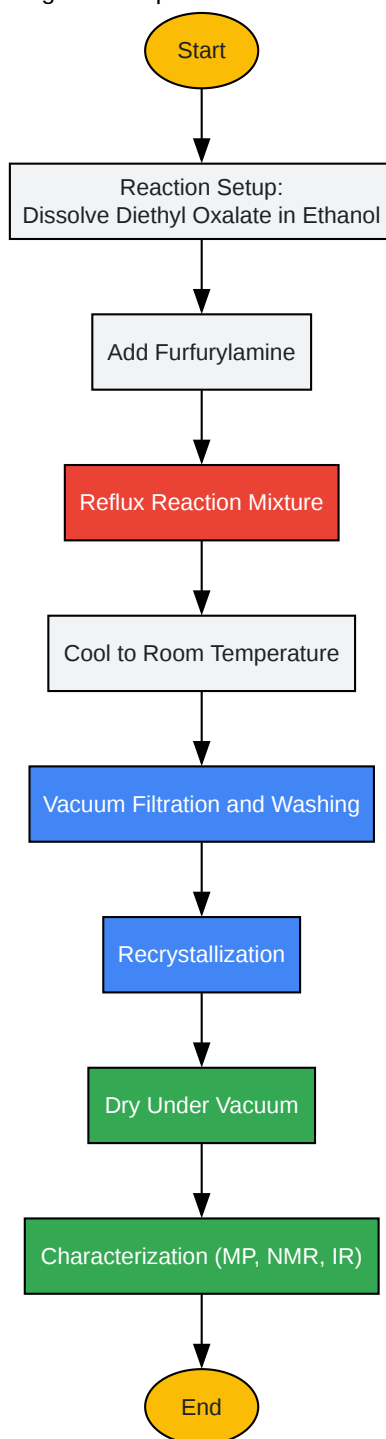 Start
Reaction Setup:
Dissolve Diethyl Oxalate in Ethanol
Add Furfurylamine
Reflux Reaction Mixture
Cool to Room Temperature
Vacuum Filtration and Washing
Recrystallization
Dry Under Vacuum
Characterization (MP, NMR, IR)
End